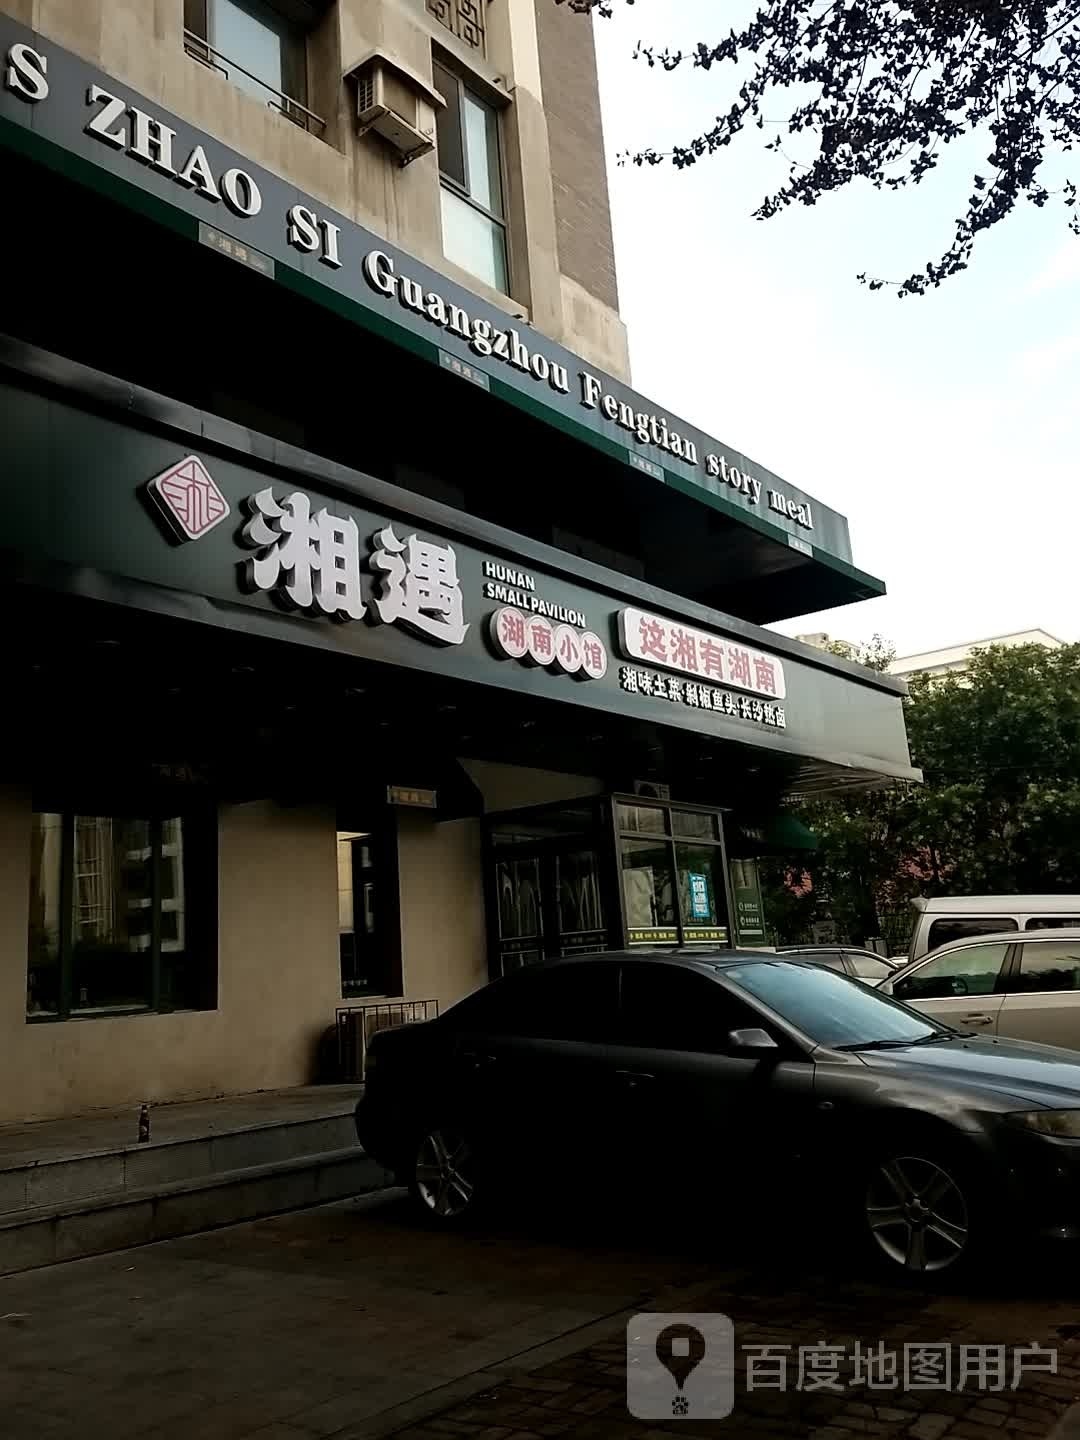 S ZHAO SI Guangzhou Fengtian story meal
湘遇
HUNAN
SMALL PAVILION
湖南小馆
这湘有湖南
湘味土菜·剁椒鱼头·长沙热卤
百度地图用户